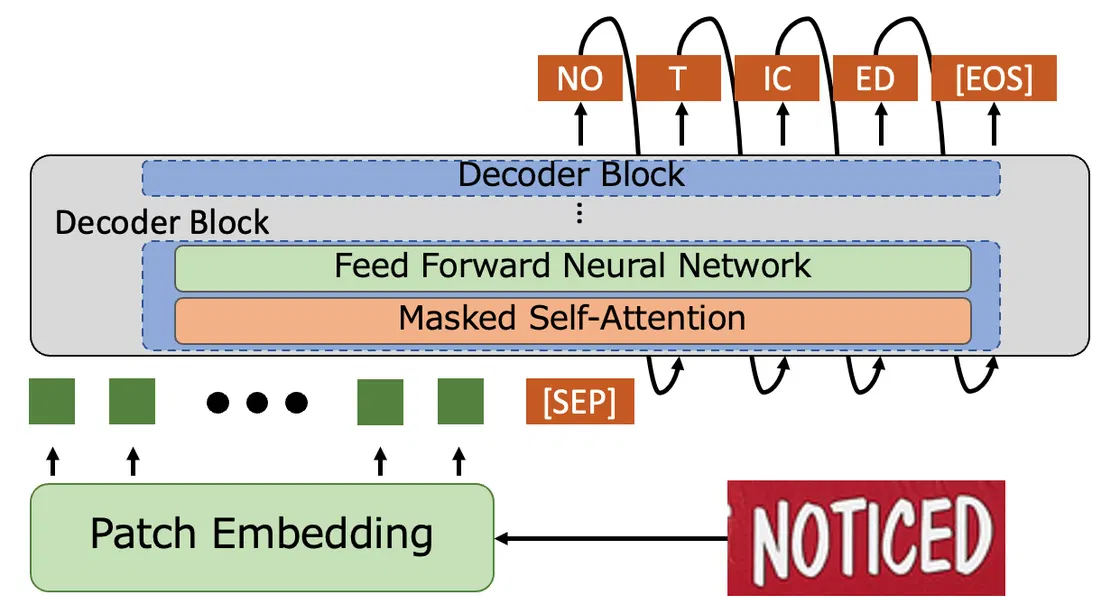 NO T IC ED [EOS]
Decoder Block
Decoder Block
Feed Forward Neural Network
Masked Self-Attention
[SEP]
Patch Embedding
NOTICED